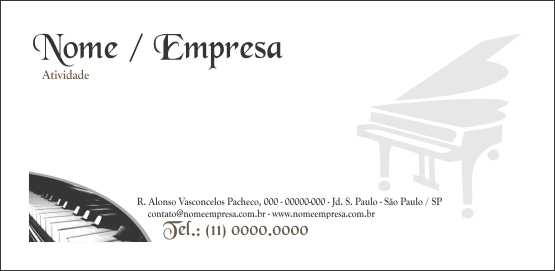 Nome / Empresa
Atividade
R. Alonso Vasconcelos Pacheco, 000 - 00000-000 - Jd. S. Paulo - São Paulo / SP
contato@nomeempresa.com.br - www.nomeempresa.com.br
Tel.: (11) 0000.0000